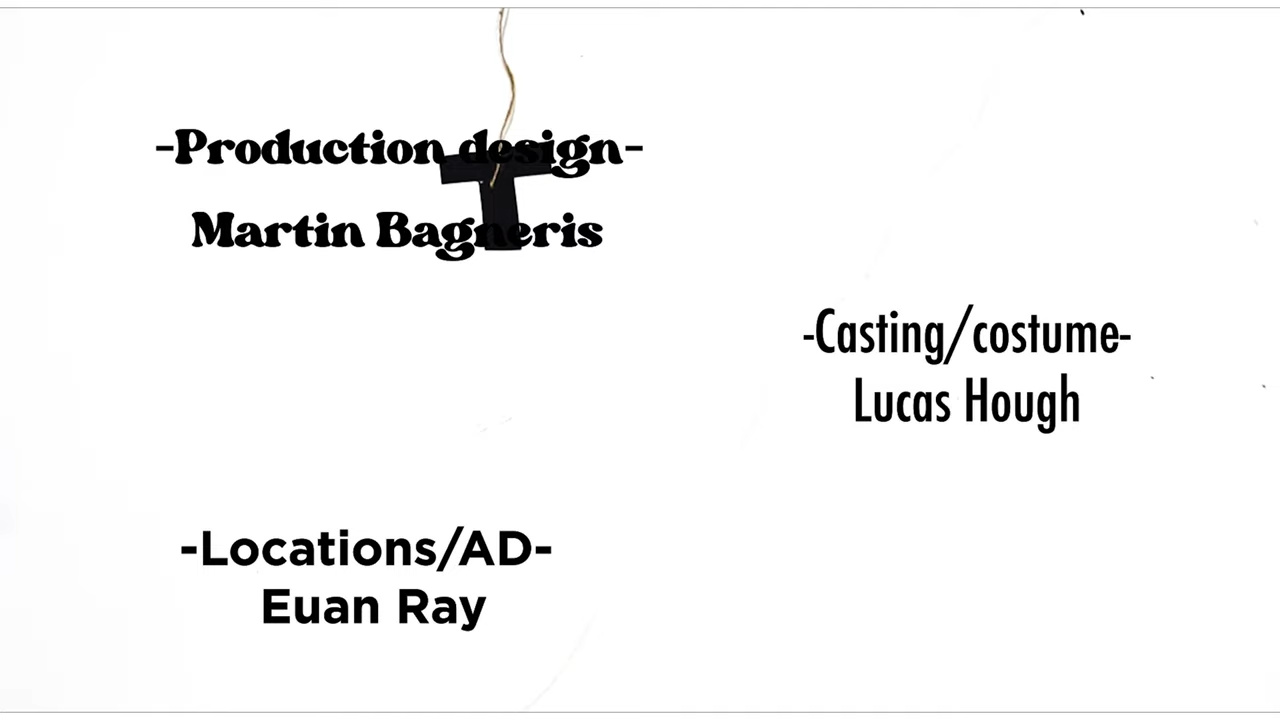 -Production design-
Martin Bagneris
T
-Casting/costume-
Lucas Hough
-Locations/AD-
Euan Ray